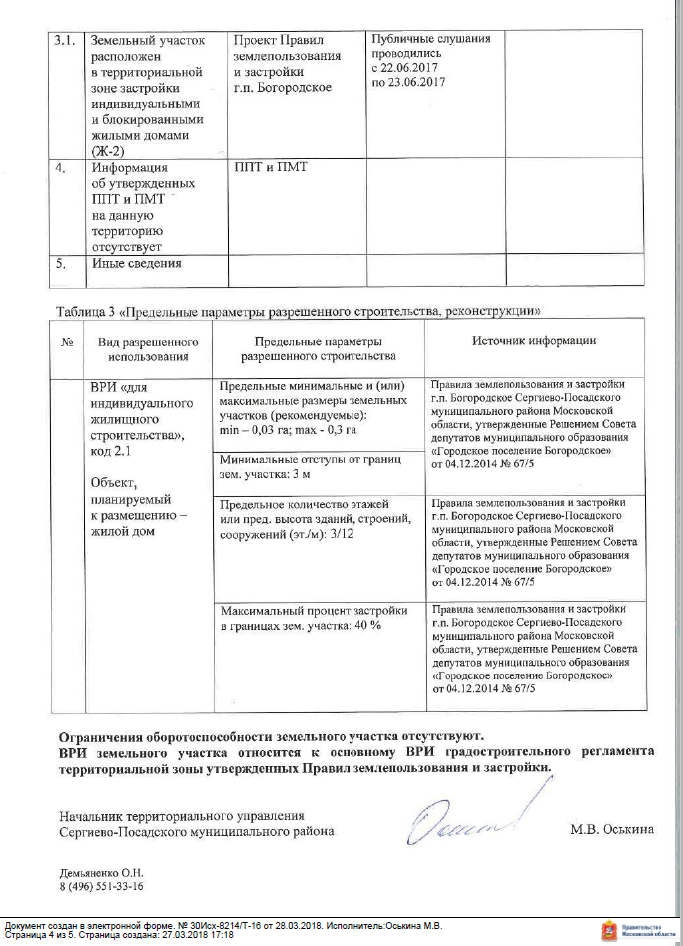 3.1.
Земельный участок
расположен
в территориальной
зоне застройки
индивидуальными
и блокированными
жилыми домами
(Ж-2)
Проект Правил
землепользования
и застройки
г.п. Богородское
Публичные слушания
проводились
с 22.06.2017
по 23.06.2017
4.
Информация
об утвержденных
ППТ и ПМТ
на данную
территорию
отсутствует
ППТ и ПМТ
5.
Иные сведения
Таблица 3 «Предельные параметры разрешенного строительства, реконструкции»
№
Вид разрешенного
использования
Предельные параметры
разрешенного строительства
Источник информации
ВРИ «для
индивидуального
жилищного
строительства»,
код 2.1
Объект,
планируемый
к размещению –
жилой дом
Предельные минимальные и (или)
максимальные размеры земельных
участков (рекомендуемые):
min – 0,03 га; max - 0,3 га
Минимальные отступы от границ
зем. участка: 3 м
Правила землепользования и застройки
г.п. Богородское Сергиево-Посадского
муниципального района Московской
области, утвержденные Решением Совета
депутатов муниципального образования
«Городское поселение Богородское»
от 04.12.2014 № 67/5
Предельное количество этажей
или пред. высота зданий, строений,
сооружений (эт./м): 3/12
Правила землепользования и застройки
г.п. Богородское Сергиево-Посадского
муниципального района Московской
области, утвержденные Решением Совета
депутатов муниципального образования
«Городское поселение Богородское»
от 04.12.2014 № 67/5
Максимальный процент застройки
в границах зем. участка: 40 %
Правила землепользования и застройки
г.п. Богородское Сергиево-Посадского
муниципального района Московской
области, утвержденные Решением Совета
депутатов муниципального образования
«Городское поселение Богородское»
от 04.12.2014 № 67/5
Ограничения оборотоспособности земельного участка отсутствуют.
ВРИ земельного участка относится к основному ВРИ градостроительного регламента
территориальной зоны утвержденных Правил землепользования и застройки.
Начальник территориального управления
Сергиево-Посадского муниципального района
М.В. Оськина
Демьяненко О.Н.
8 (496) 551-33-16
Документ создан в электронной форме. № 30Исх-8214/Т-16 от 28.03.2018. Исполнитель:Оськина М.В.
Страница 4 из 5. Страница создана: 27.03.2018 17:18
Правительство
Московской области